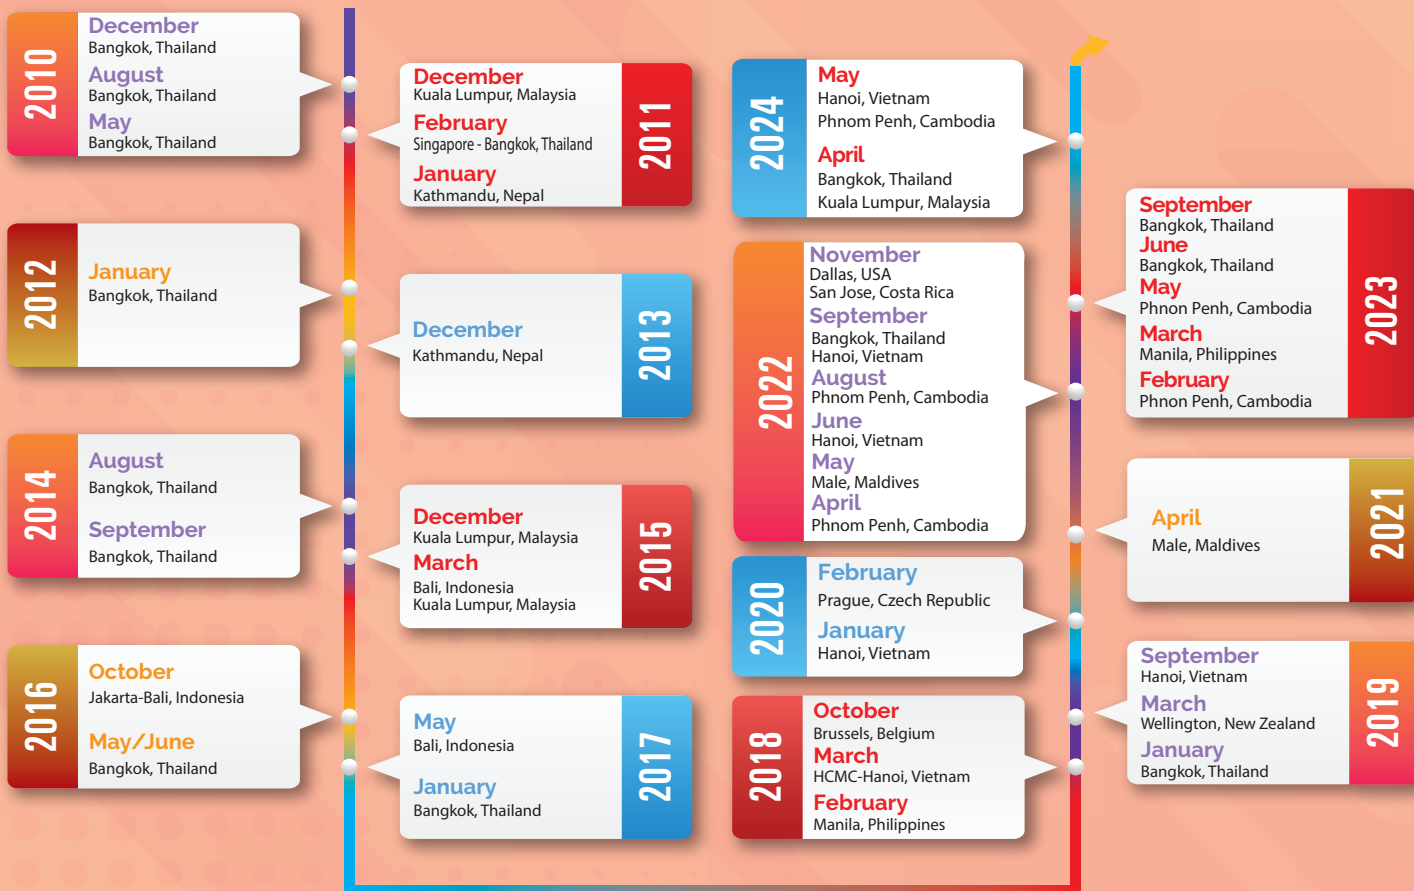 2010
December
Bangkok, Thailand
August
Bangkok, Thailand
May
Bangkok, Thailand
December
Kuala Lumpur, Malaysia
February
Singapore - Bangkok, Thailand
January
Kathmandu, Nepal
2011
2012
January
Bangkok, Thailand
December
Kathmandu, Nepal
2013
2014
August
Bangkok, Thailand
September
Bangkok, Thailand
December
Kuala Lumpur, Malaysia
March
Bali, Indonesia
Kuala Lumpur, Malaysia
2015
2016
October
Jakarta-Bali, Indonesia
May/June
Bangkok, Thailand
May
Bali, Indonesia
January
Bangkok, Thailand
2017
2018
October
Brussels, Belgium
March
HCMC-Hanoi, Vietnam
February
Manila, Philippines
September
Hanoi, Vietnam
March
Wellington, New Zealand
January
Bangkok, Thailand
2019
2020
February
Prague, Czech Republic
January
Hanoi, Vietnam
April
Male, Maldives
2021
2022
November
Dallas, USA
San Jose, Costa Rica
September
Bangkok, Thailand
Hanoi, Vietnam
August
Phnom Penh, Cambodia
June
Hanoi, Vietnam
May
Male, Maldives
April
Phnom Penh, Cambodia
September
Bangkok, Thailand
June
Bangkok, Thailand
May
Phnon Penh, Cambodia
March
Manila, Philippines
February
Phnon Penh, Cambodia
2023
2024
May
Hanoi, Vietnam
Phnom Penh, Cambodia
April
Bangkok, Thailand
Kuala Lumpur, Malaysia